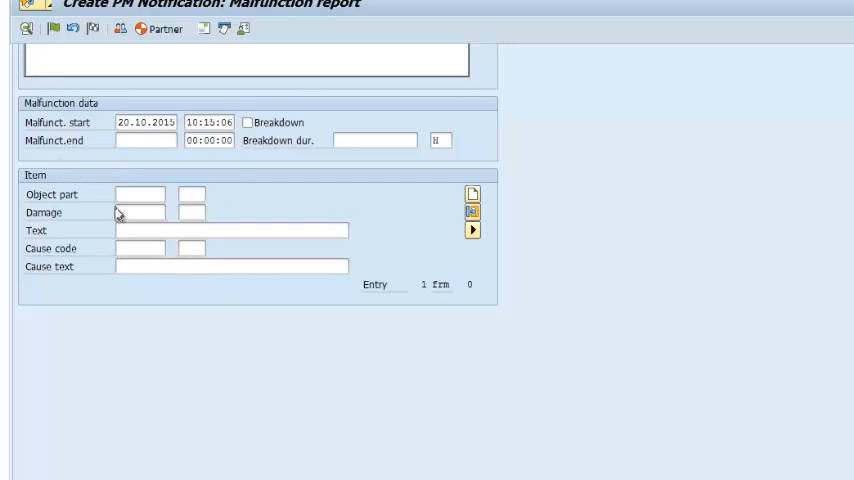 Create PM Notification: Malfunction report
Partner
Malfunction data
Malfunct. start 20.10.2015 10:15:06 Breakdown
Malfunct.end 00:00:00 Breakdown dur. H
Item
Object part
Damage
Text
Cause code
Cause text
Entry 1 frm 0